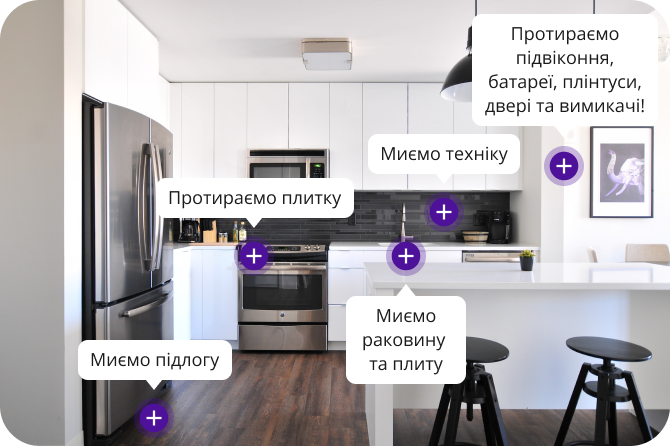 Протираємо
підвіконня,
батареї, плінтуси,
двері та вимикачі!
Миємо техніку
Протираємо плитку
Миємо
раковину
та плиту
Миємо підлогу